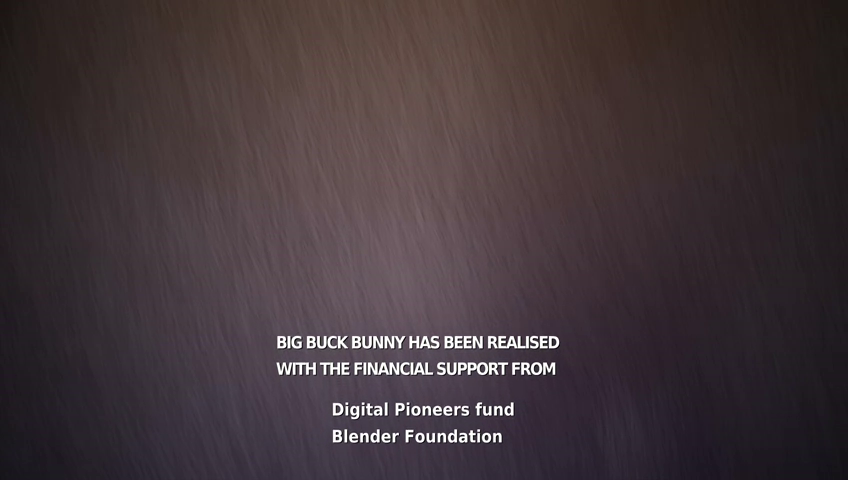 BIG BUCK BUNNY HAS BEEN REALISED
WITH THE FINANCIAL SUPPORT FROM
Digital Pioneers fund
Blender Foundation